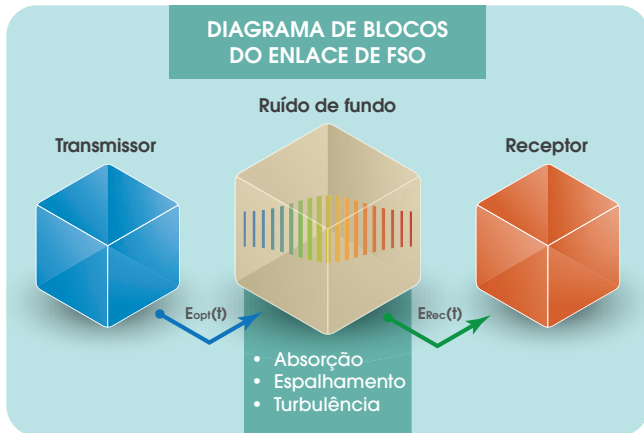 DIAGRAMA DE BLOCOS
DO ENLACE DE FSO
Ruído de fundo
Transmissor
Receptor
Eopt(t)
ERec(t)
• Absorção
• Espalhamento
• Turbulência